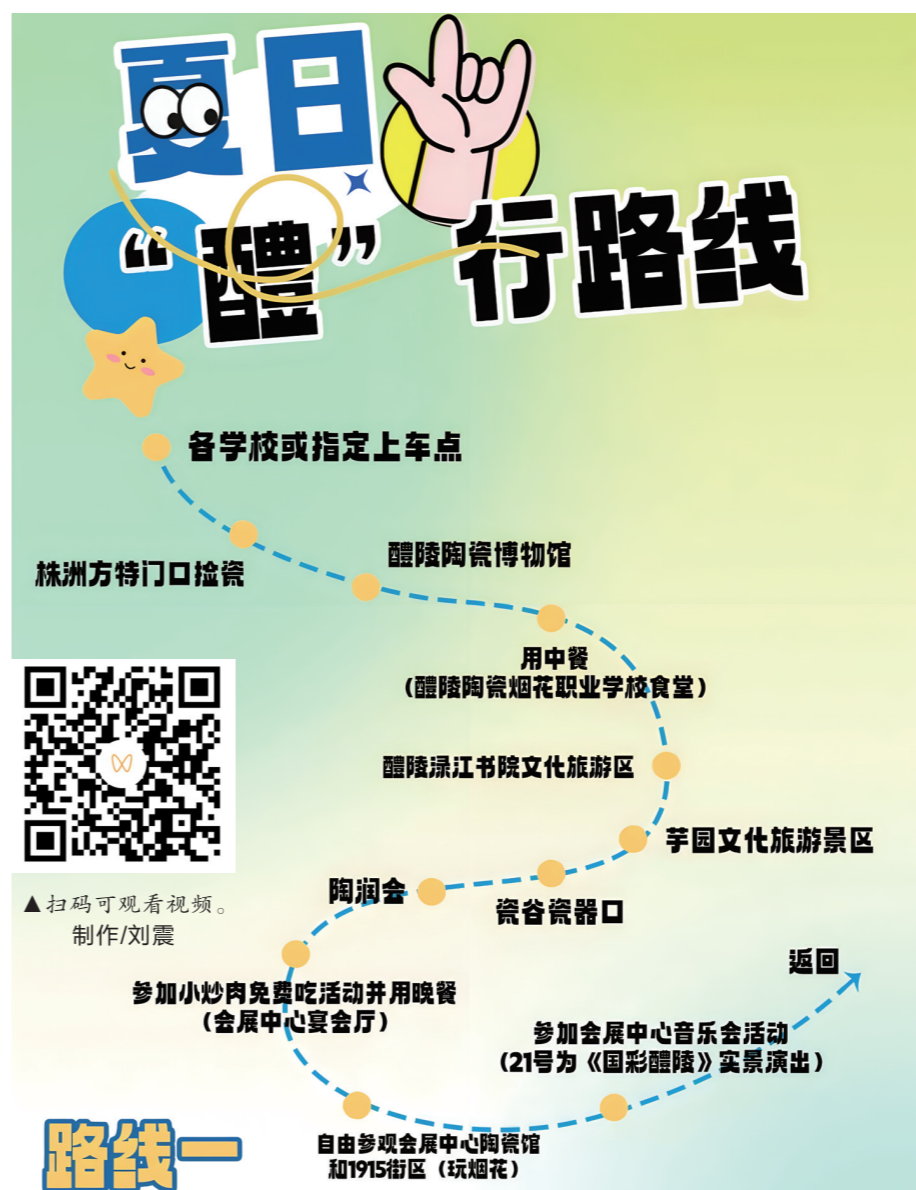 夏日
“醴”行路线
各学校或指定上车点
株洲方特门口捡瓷
醴陵陶瓷博物馆
用中餐
（醴陵陶瓷烟花职业学校食堂）
醴陵渌江书院文化旅游区
芋园文化旅游景区
瓷谷瓷器口
陶润会
▲扫码可观看视频。
制作/刘震
参加小炒肉免费吃活动并用晚餐
（会展中心宴会厅）
自由参观会展中心陶瓷馆
和1915街区（玩烟花）
参加会展中心音乐会活动
（21号为《国彩醴陵》实景演出）
返回
路线一